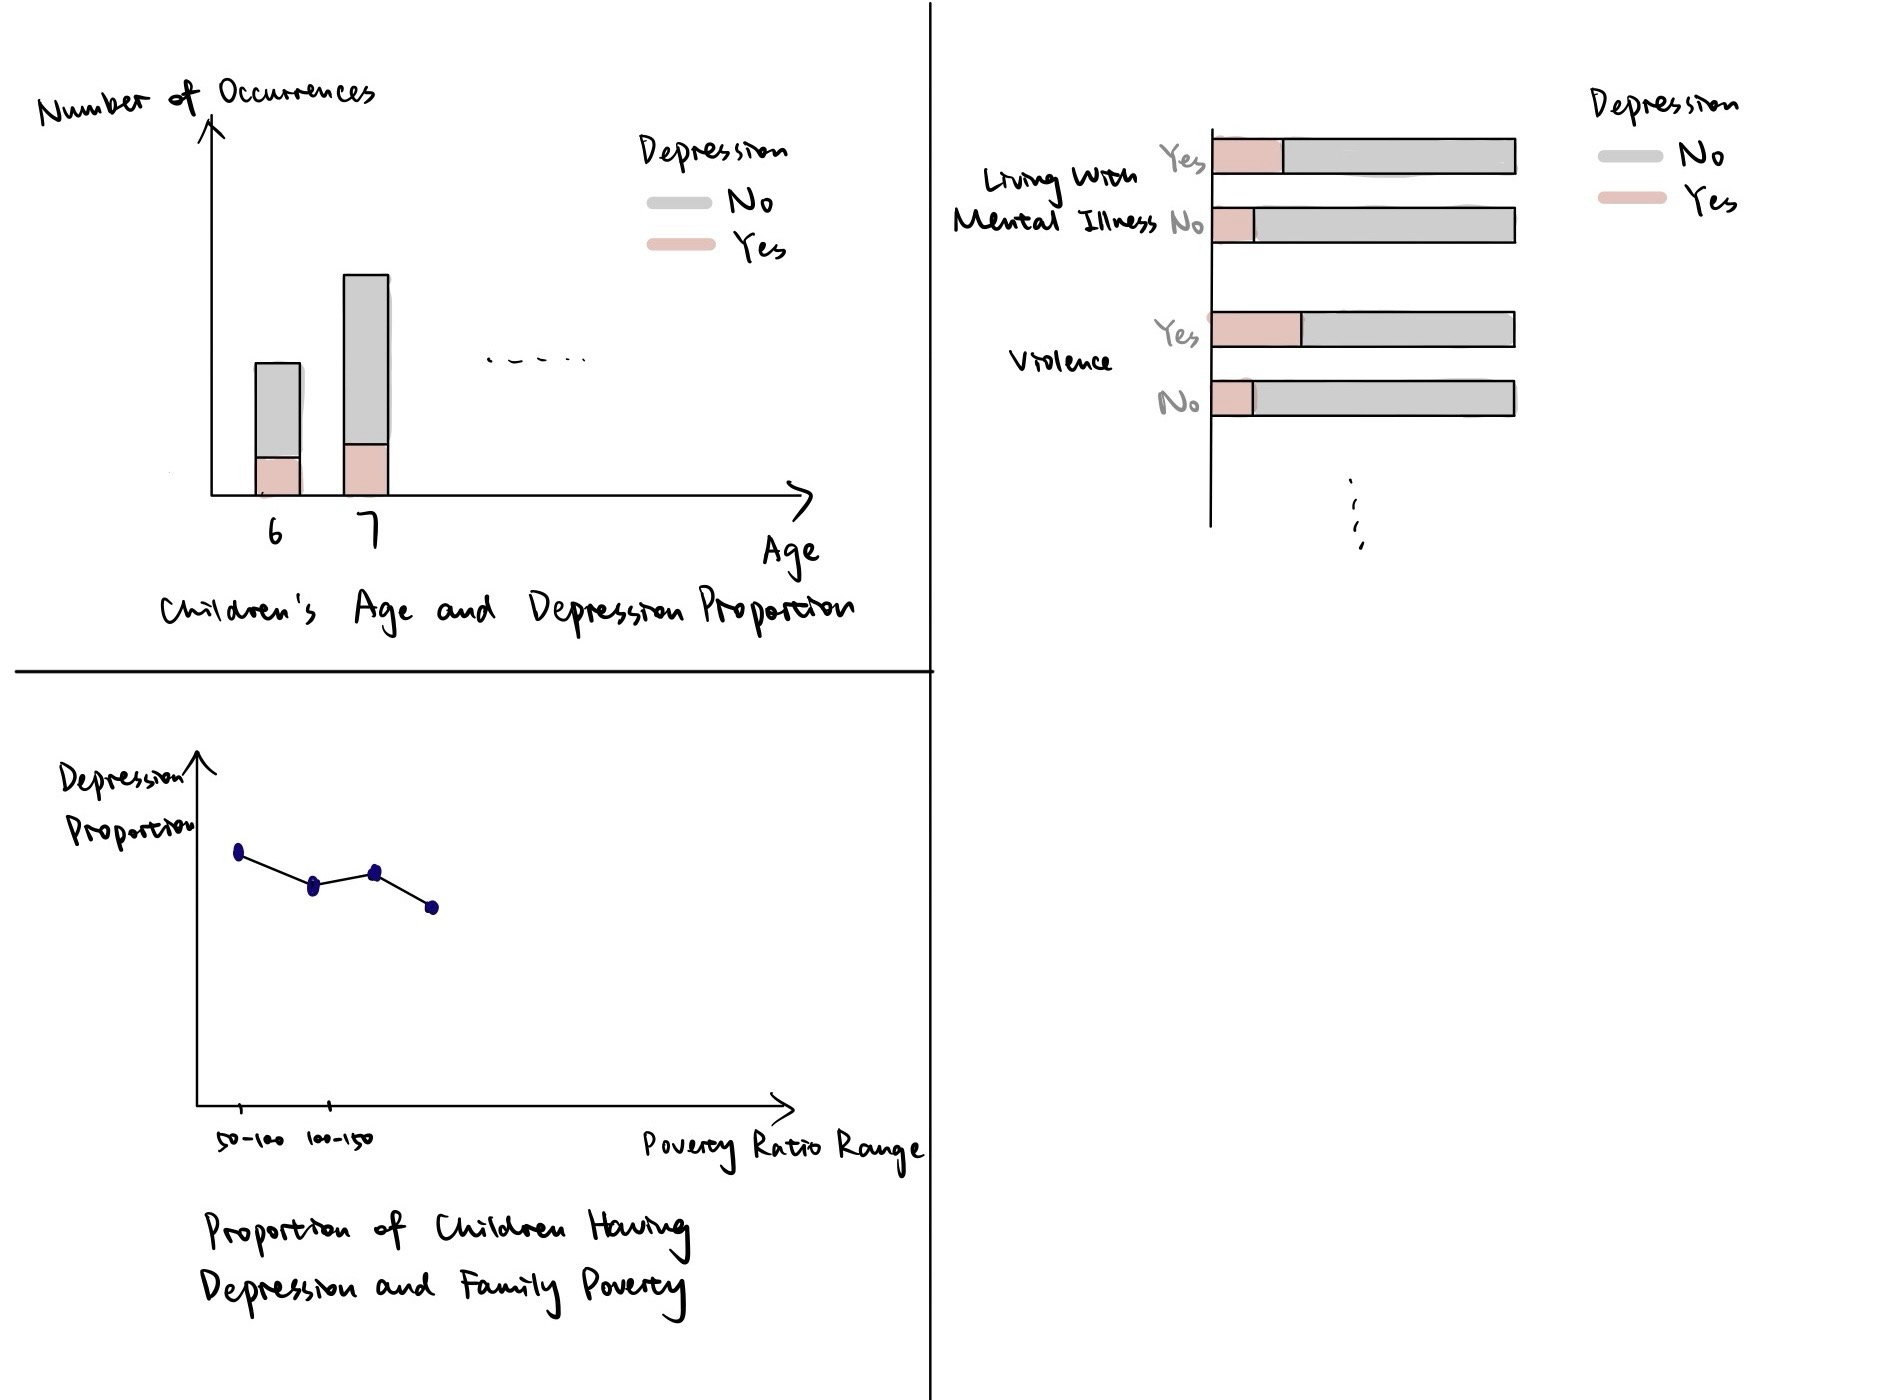 Number of Occurrences
Depression
No
Yes
6 7
Age
Children's Age and Depression Proportion
Depression
No
Yes
Living With
Mental Illness
Yes
No
Violence
Yes
No
Depression
Proportion
50-100 100-150
Poverty Ratio Range
Proportion of Children Having
Depression and Family Poverty